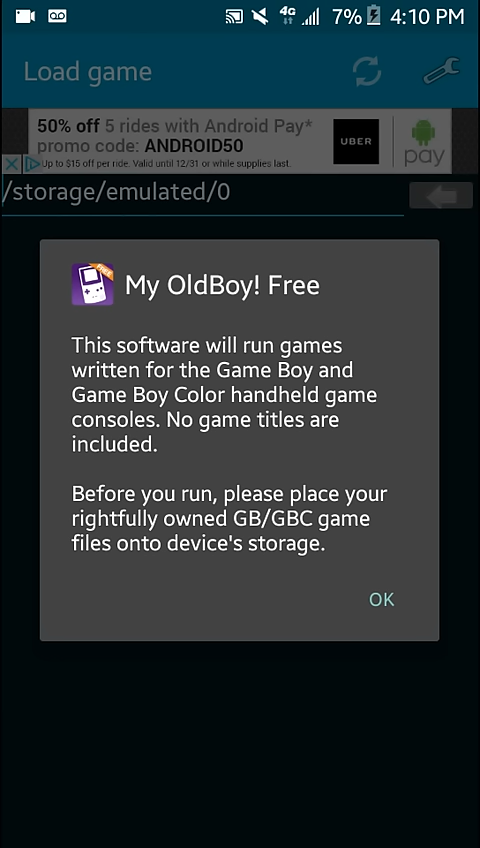 4G 7% 4:10 PM
Load game
50% off 5 rides with Android Pay*
promo code: ANDROID50
Up to $15 off per ride. Valid until 12/31 or while supplies last.
UBER
pay
/storage/emulated/0
FREE
My OldBoy! Free
This software will run games
written for the Game Boy and
Game Boy Color handheld game
consoles. No game titles are
included.
Before you run, please place your
rightfully owned GB/GBC game
files onto device's storage.
OK